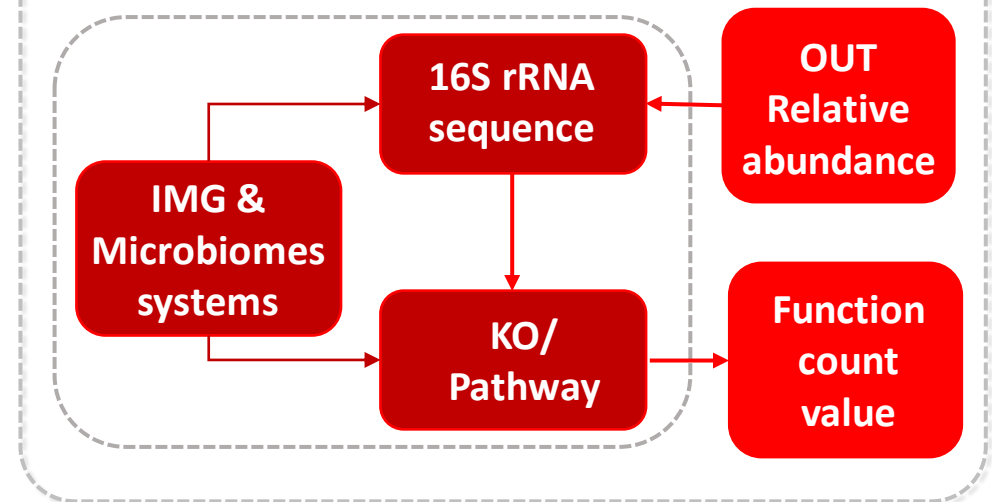 16S rRNA
sequence
OUT
Relative
abundance
IMG &
Microbiomes
systems
KO/
Pathway
Function
count
value